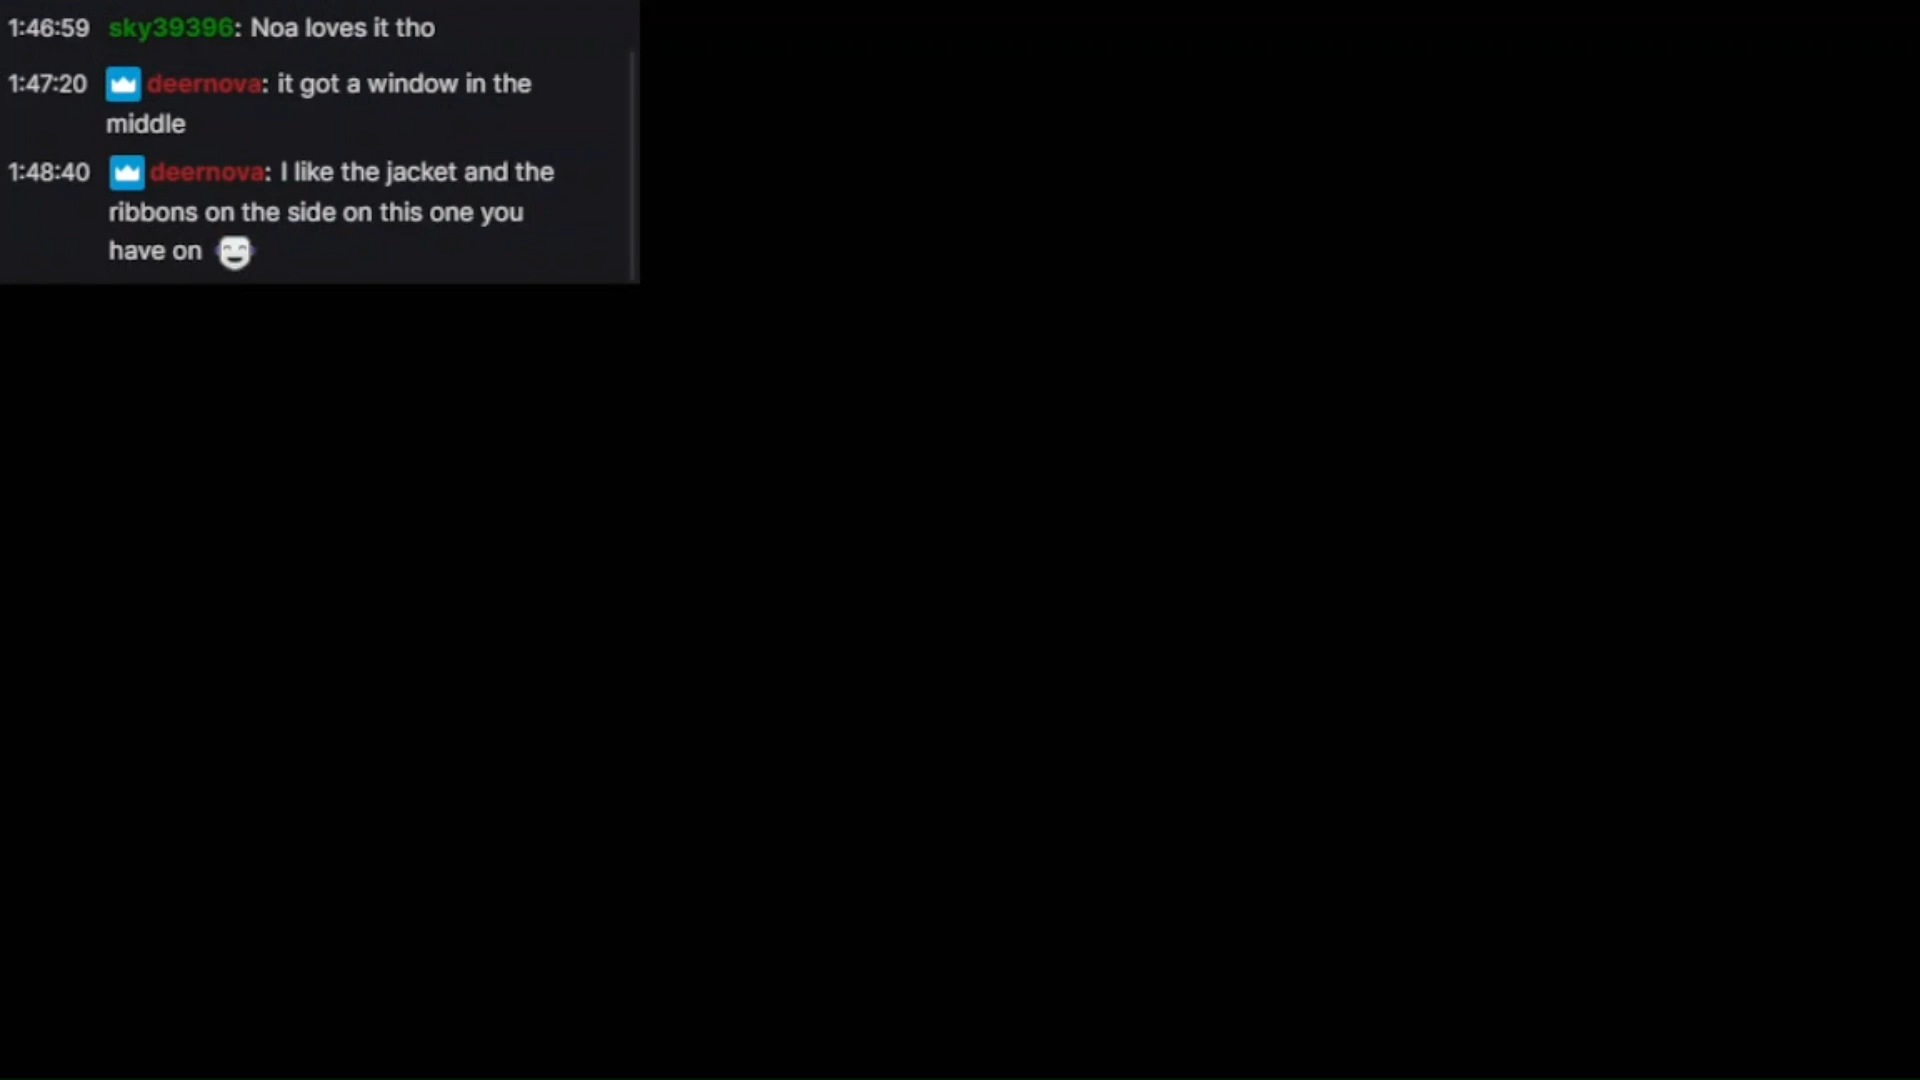 1:46:59 sky39396: Noa loves it tho
1:47:20 deernova: it got a window in the
middle
1:48:40 deernova: I like the jacket and the
ribbons on the side on this one you
have on